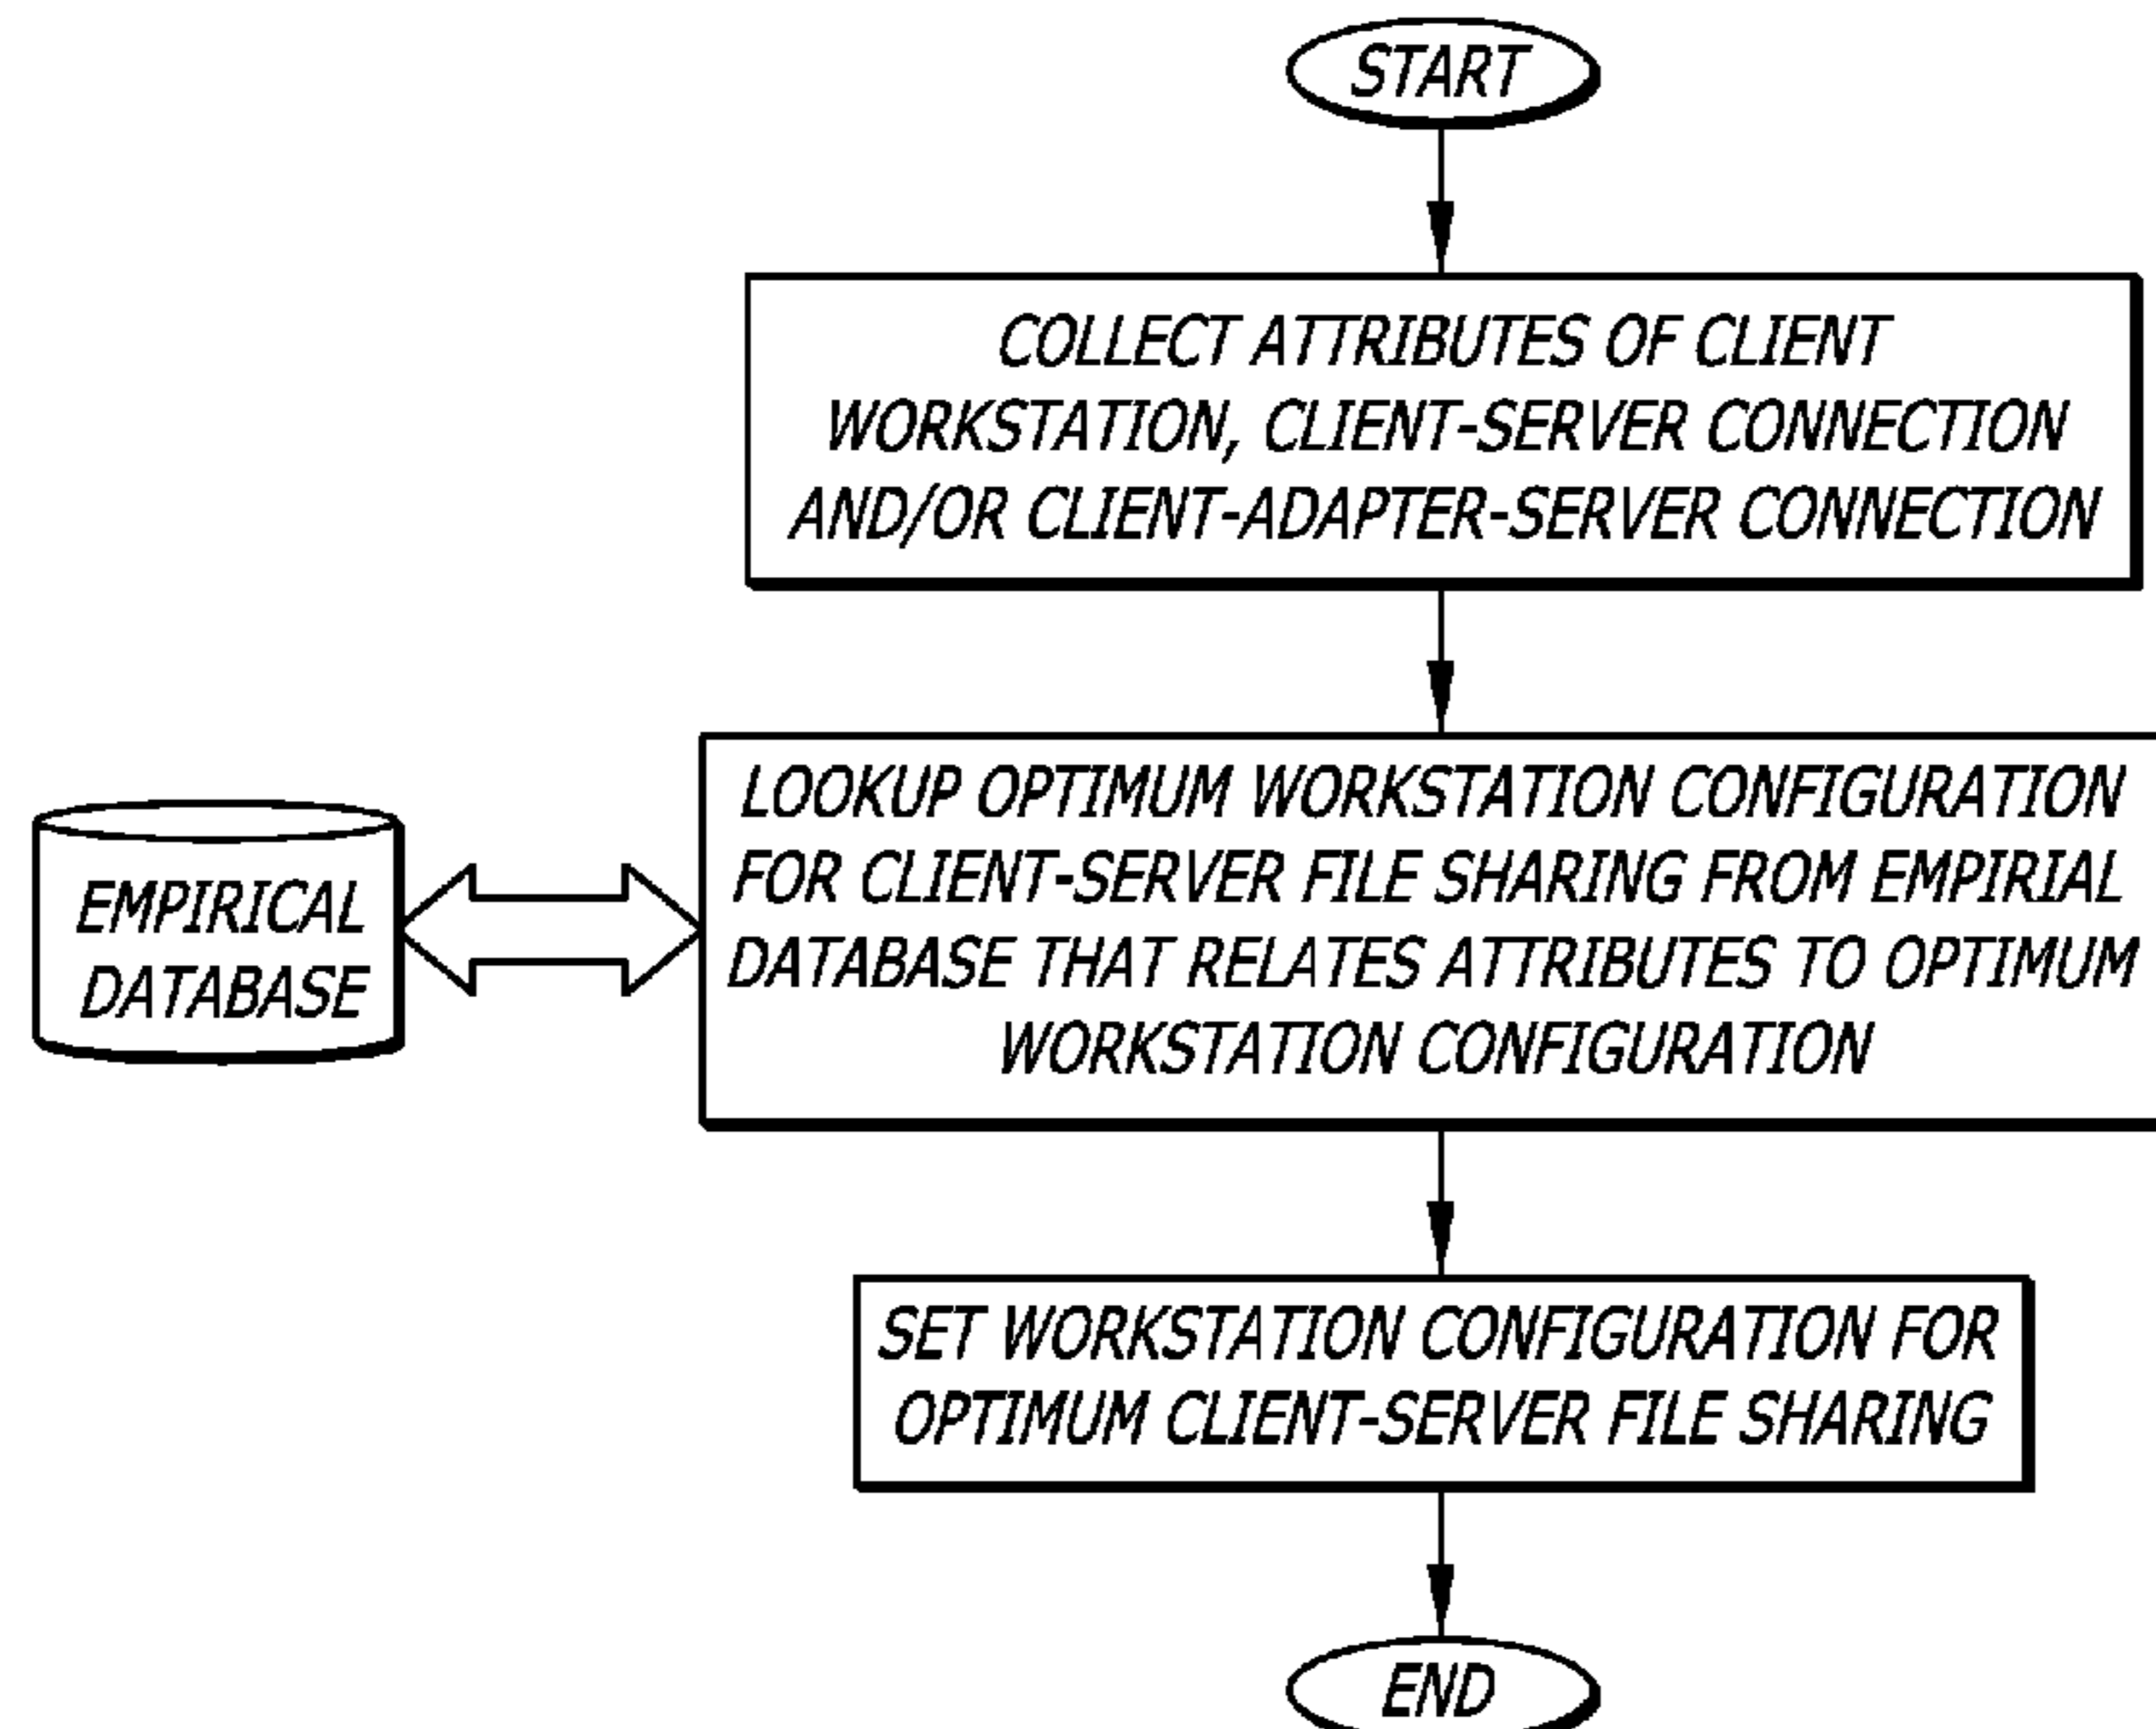 START
COLLECT ATTRIBUTES OF CLIENT
WORKSTATION, CLIENT-SERVER CONNECTION
AND/OR CLIENT-ADAPTER-SERVER CONNECTION
LOOKUP OPTIMUM WORKSTATION CONFIGURATION
FOR CLIENT-SERVER FILE SHARING FROM EMPIRIAL
DATABASE THAT RELATES ATTRIBUTES TO OPTIMUM
WORKSTATION CONFIGURATION
EMPIRICAL
DATABASE
SET WORKSTATION CONFIGURATION FOR
OPTIMUM CLIENT-SERVER FILE SHARING
END